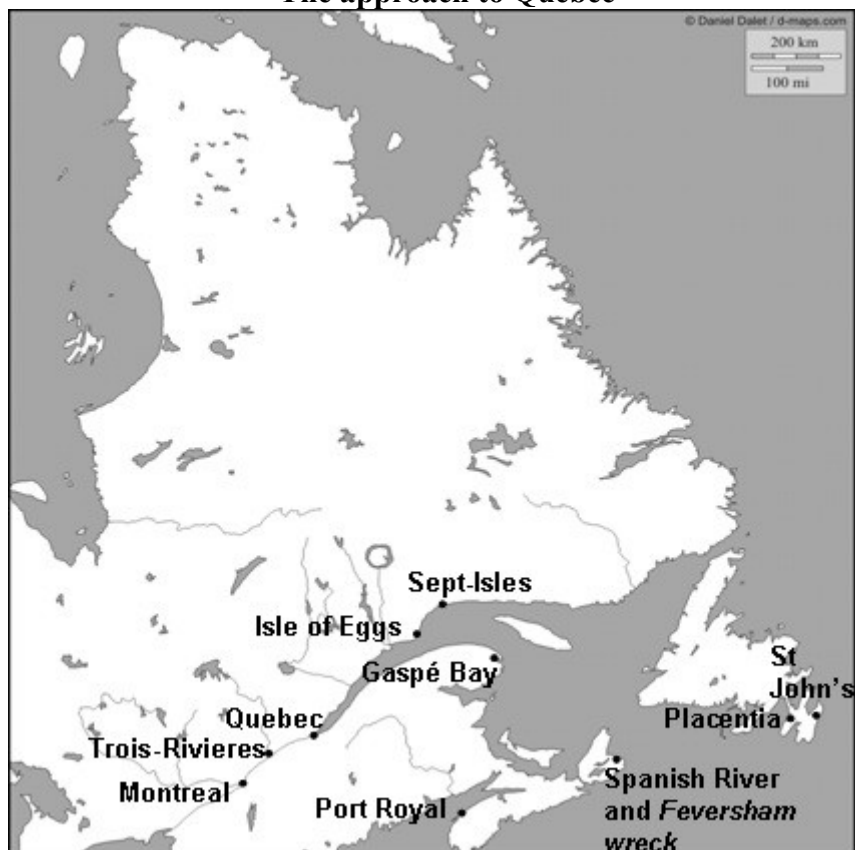 The approach to Quebec
© Daniel Dalet / d-maps.com
200 km
100 mi
Sept-Isles
Isle of Eggs
Gaspé Bay
St
John's
Quebec
Placentia
Trois-Rivieres
Montreal
Spanish River
and Feversham
wreck
Port Royal